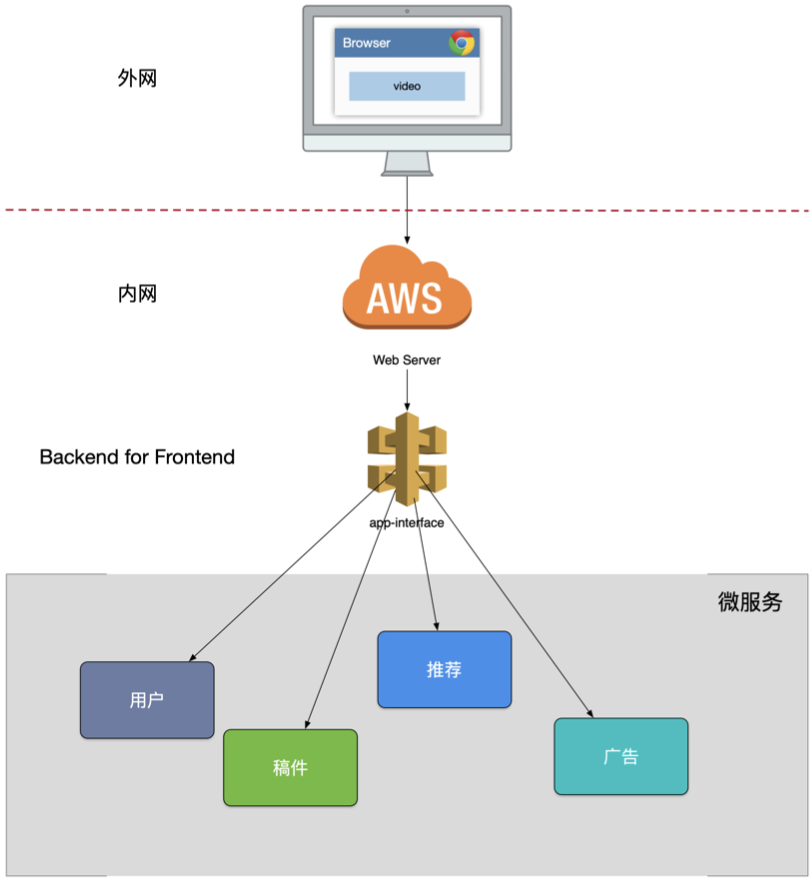 Browser
video
外网
内网
AWS
Web Server
Backend for Frontend
app-interface
微服务
推荐
用户
稿件
广告